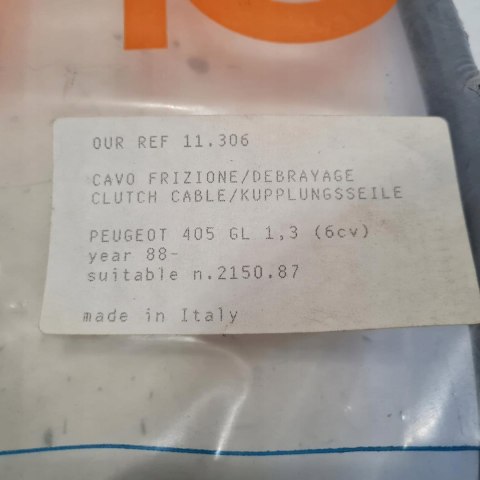 OUR REF 11.306
CAVO FRIZIONE/DEBRAYAGE
CLUTCH CABLE/KUPPLUNGSSEILE
PEUGEOT 405 GL 1,3 (6cv)
year 88-
suitable n.2150.87
made in Italy